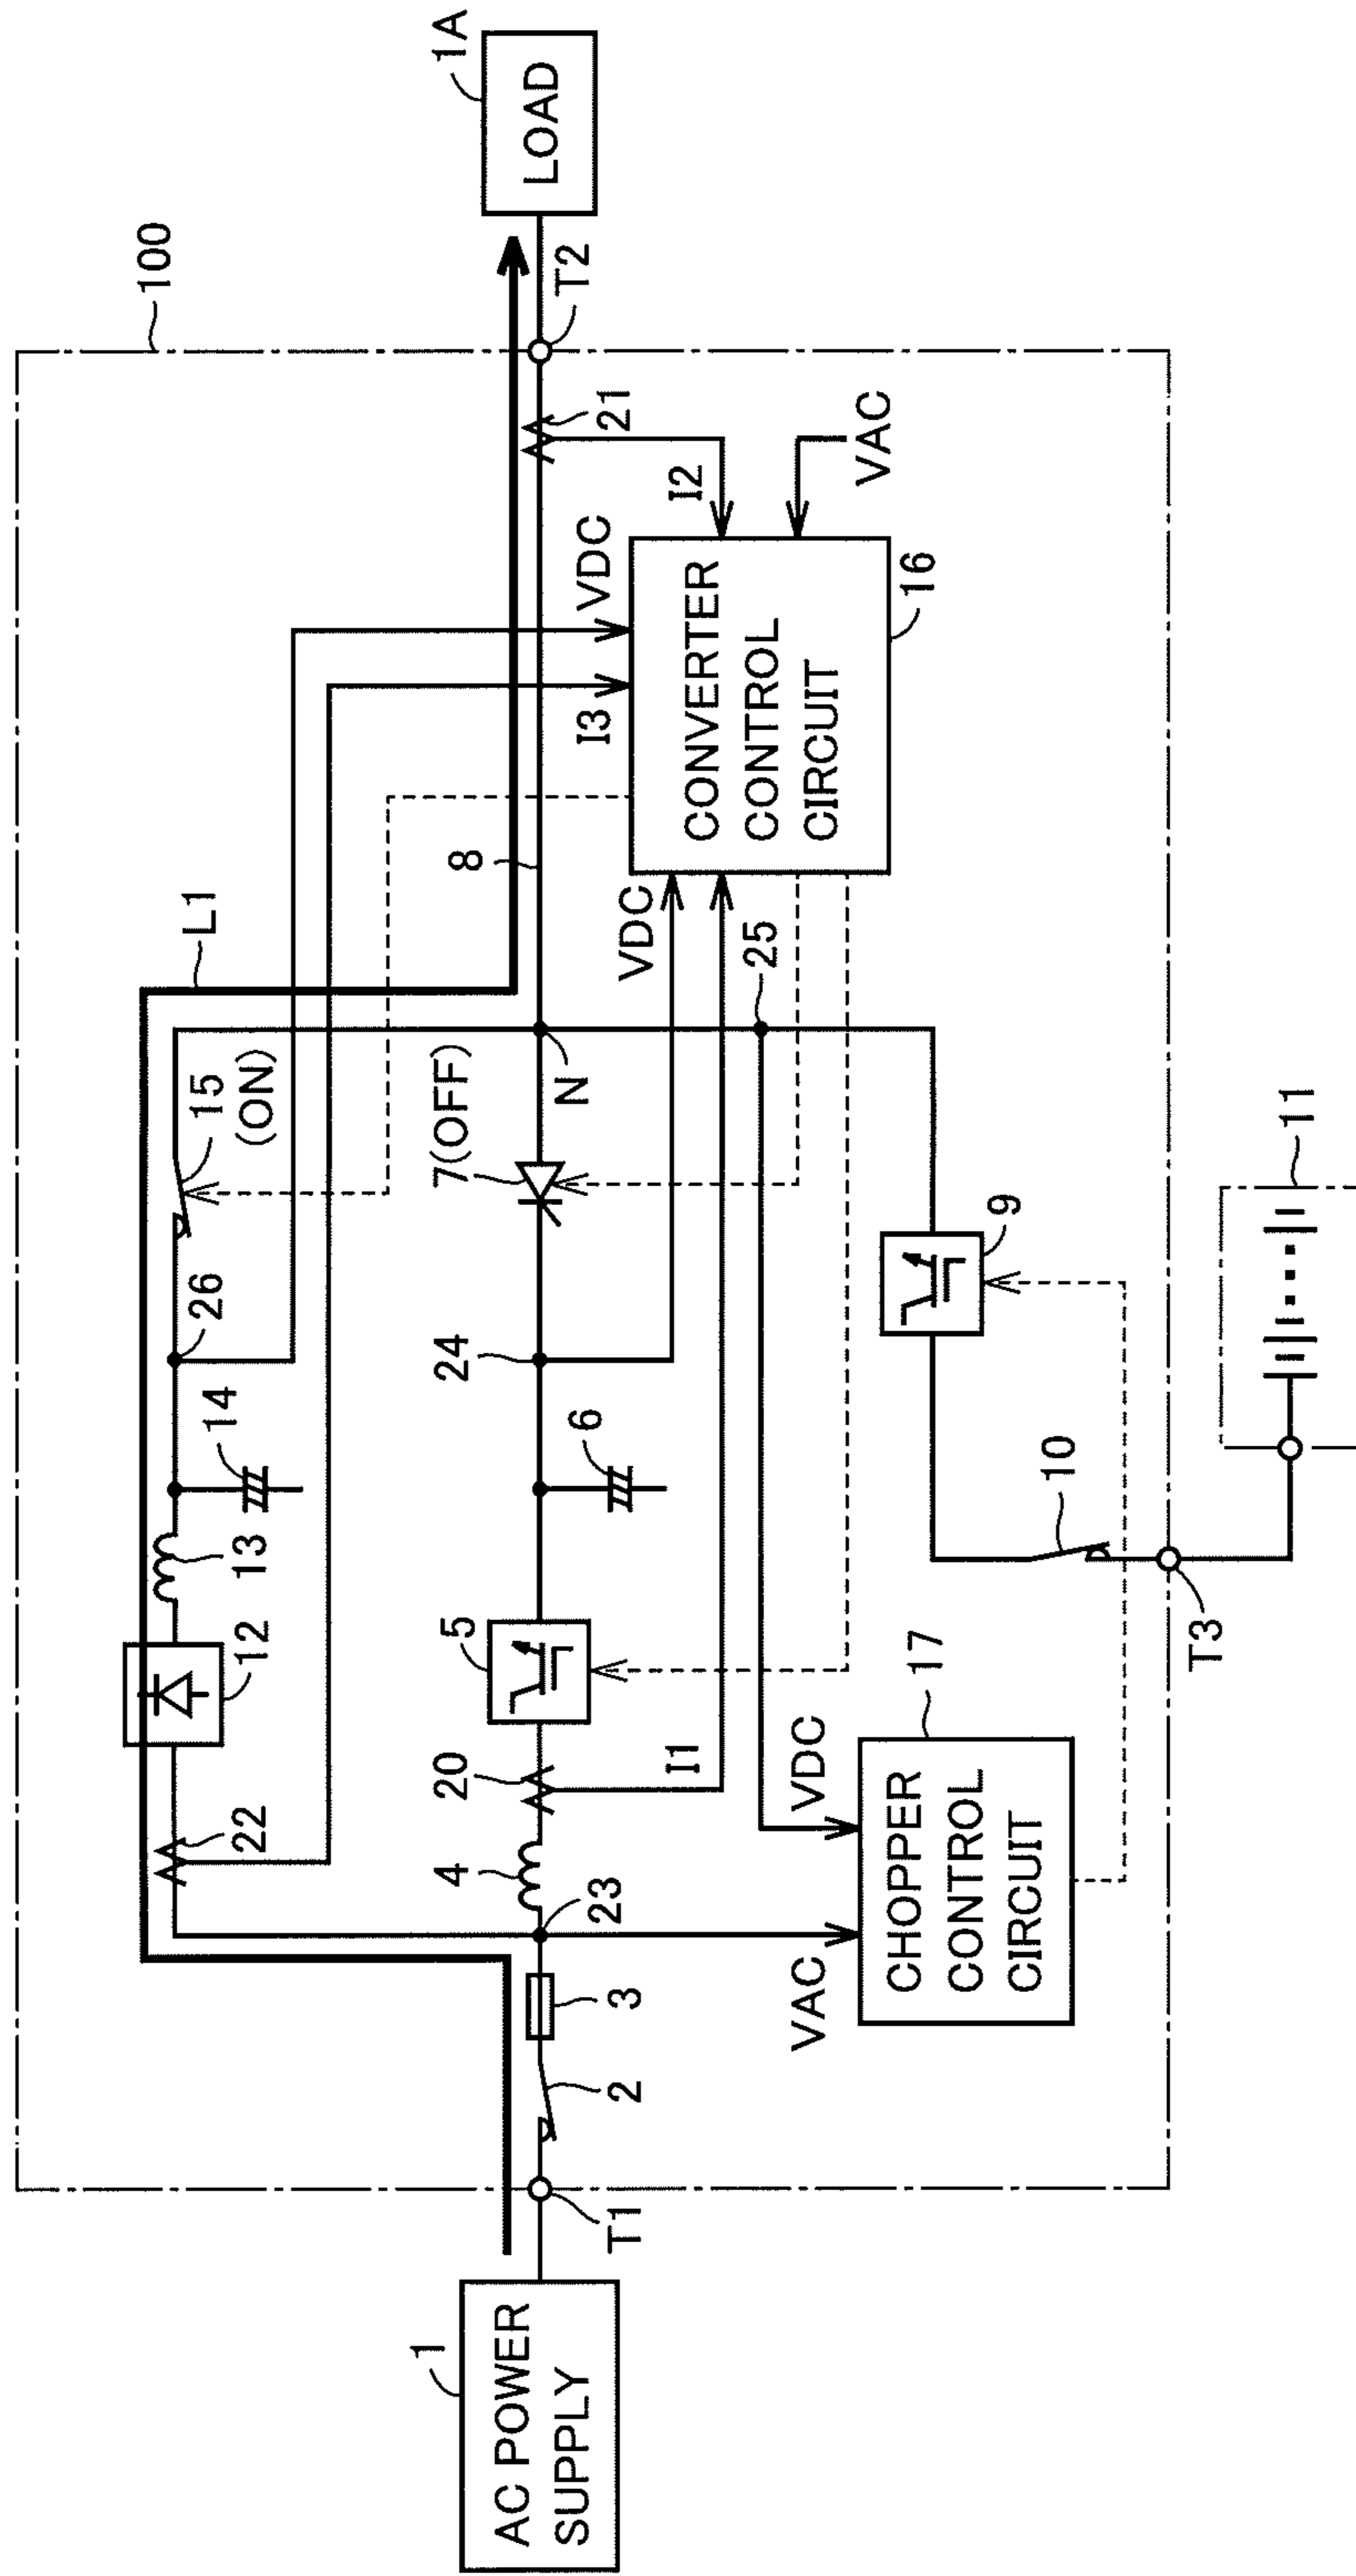 100
L1
22
12
13
14
26
15
(ON)
1
AC POWER
SUPPLY
T1
2
3
23
4
20
5
6
24
7(OFF)
N
8
21
T2
1A
LOAD
I1
VDC
I3
VDC
I2
VAC
CONVERTER
CONTROL
CIRCUIT
16
25
VAC
VDC
CHOPPER
CONTROL
CIRCUIT
17
9
10
T3
11